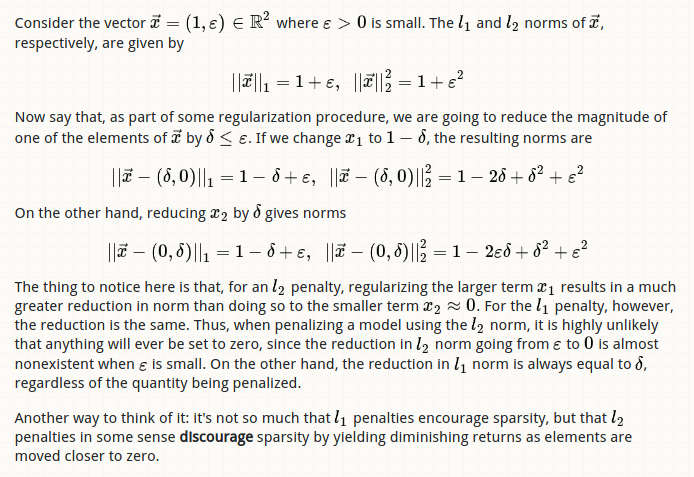 Consider the vector $\vec{x} = (1, \varepsilon) \in \mathbb{R}^2$ where $\varepsilon > 0$ is small. The $l_1$ and $l_2$ norms of $\vec{x}$,
respectively, are given by
$||\vec{x}||_1 = 1 + \varepsilon, \ ||\vec{x}||_2^2 = 1 + \varepsilon^2$
Now say that, as part of some regularization procedure, we are going to reduce the magnitude of
one of the elements of $\vec{x}$ by $\delta \leq \varepsilon$. If we change $x_1$ to $1 - \delta$, the resulting norms are
$||\vec{x} - (\delta, 0)||_1 = 1 - \delta + \varepsilon, \ ||\vec{x} - (\delta, 0)||_2^2 = 1 - 2\delta + \delta^2 + \varepsilon^2$
On the other hand, reducing $x_2$ by $\delta$ gives norms
$||\vec{x} - (0, \delta)||_1 = 1 - \delta + \varepsilon, \ ||\vec{x} - (0, \delta)||_2^2 = 1 - 2\varepsilon\delta + \delta^2 + \varepsilon^2$
The thing to notice here is that, for an $l_2$ penalty, regularizing the larger term $x_1$ results in a much
greater reduction in norm than doing so to the smaller term $x_2 \approx 0$. For the $l_1$ penalty, however,
the reduction is the same. Thus, when penalizing a model using the $l_2$ norm, it is highly unlikely
that anything will ever be set to zero, since the reduction in $l_2$ norm going from $\varepsilon$ to $0$ is almost
nonexistent when $\varepsilon$ is small. On the other hand, the reduction in $l_1$ norm is always equal to $\delta$,
regardless of the quantity being penalized.
Another way to think of it: it's not so much that $l_1$ penalties encourage sparsity, but that $l_2$
penalties in some sense discourage sparsity by yielding diminishing returns as elements are
moved closer to zero.